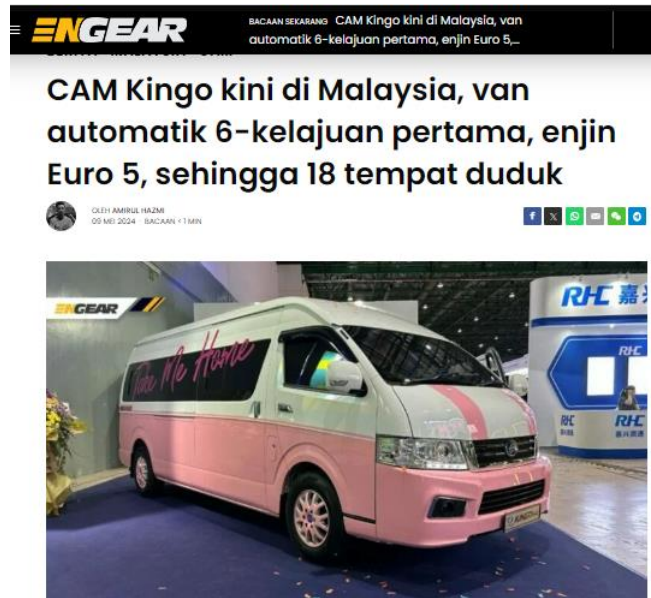 ENGEAR
BACAAN SEKARANG CAM Kingo kini di Malaysia, van
automatik 6-kelajuan pertama, enjin Euro 5,...
CAM Kingo kini di Malaysia, van
automatik 6-kelajuan pertama, enjin
Euro 5, sehingga 18 tempat duduk
OLEH AMIRUL HAZMI
09 MEI 2024 BACAAN < 1 MIN
ENGEAR
Take Me Home
RHC 嘉
RHC
RHC
RHC